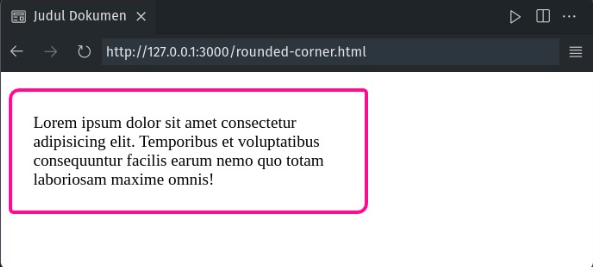 Judul Dokumen
http://127.0.0.1:3000/rounded-corner.html
Lorem ipsum dolor sit amet consectetur
adipisicing elit. Temporibus et voluptatibus
consequuntur facilis earum nemo quo totam
laboriosam maxime omnis!